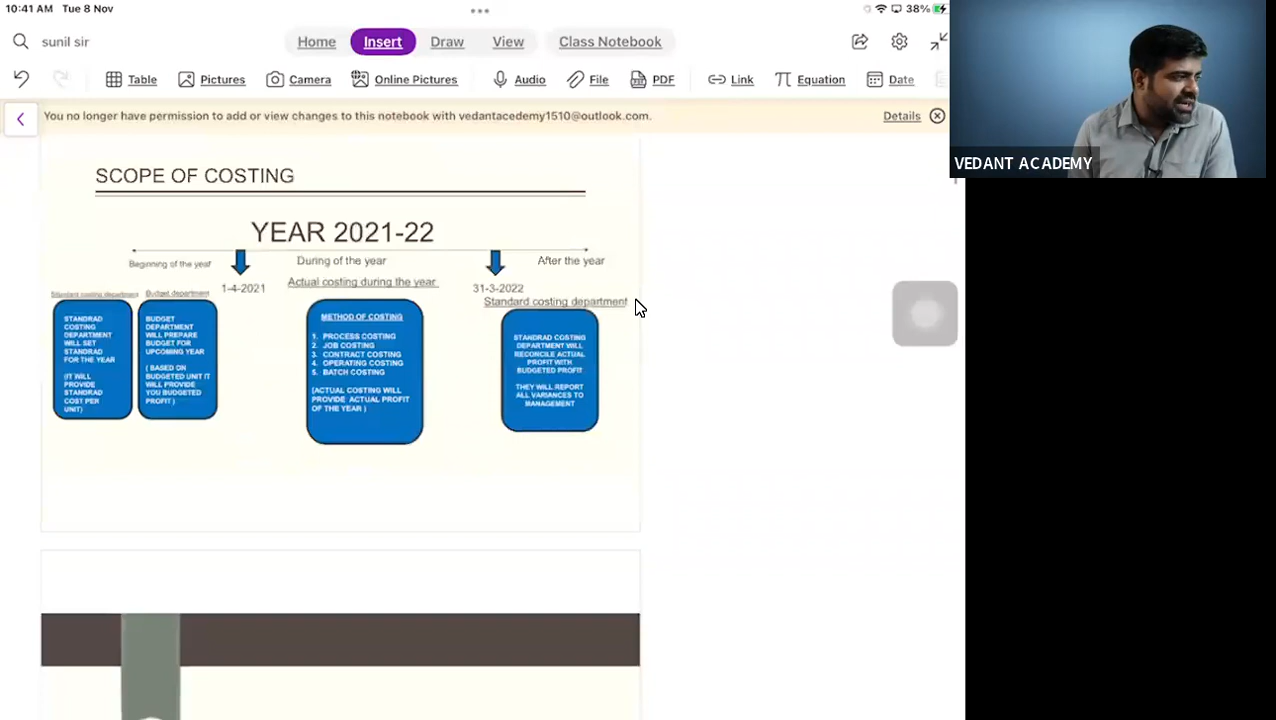 10:41 AM Tue 8 Nov
38%
sunil sir
Home Insert Draw View Class Notebook
Table Pictures Camera Online Pictures Audio File PDF Link Equation Date
You no longer have permission to add or view changes to this notebook with vedantacedemy1510@outlook.com.
Details
VEDANT ACADEMY
SCOPE OF COSTING
YEAR 2021-22
Beginning of the year
During of the year
After the year
1-4-2021
Actual costing during the year
31-3-2022
Standard costing department
Budget department
Standard costing department
STANDRAD
COSTING
DEPARTMENT
WILL SET
STANDRAD
FOR THE YEAR
(IT WILL
PROVIDE
STANDRAD
COST PER
UNIT)
BUDGET
DEPARTMENT
WILL PREPARE
BUDGET FOR
UPCOMING YEAR
( BASED ON
BUDGETED UNIT IT
WILL PROVIDE
YOU BUDGETED
PROFIT )
METHOD OF COSTING
1. PROCESS COSTING
2. JOB COSTING
3. CONTRACT COSTING
4. OPERATING COSTING
5. BATCH COSTING
[ACTUAL COSTING WILL
PROVIDE ACTUAL PROFIT
OF THE YEAR )
STANDRAD COSTING
DEPARTMENT WILL
RECONCILE ACTUAL
PROFIT WITH
BUDGETED PROFIT
THEY WILL REPORT
ALL VARIANCES TO
MANAGEMENT